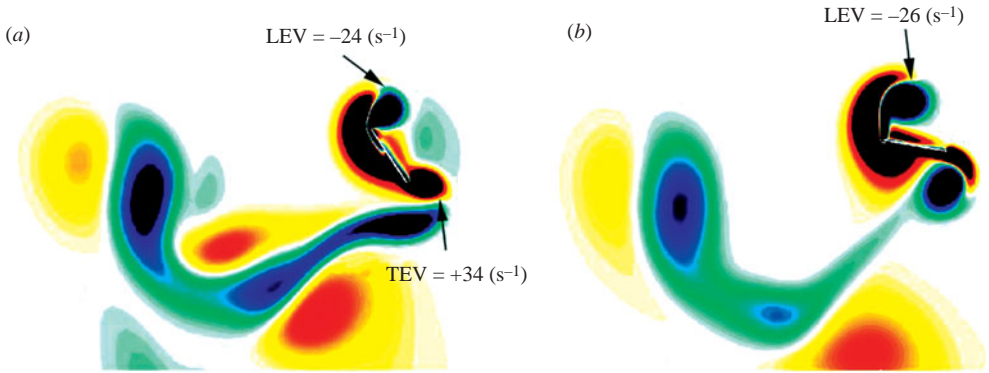 (a)
LEV = –24 (s⁻¹)
TEV = +34 (s⁻¹)
(b)
LEV = –26 (s⁻¹)